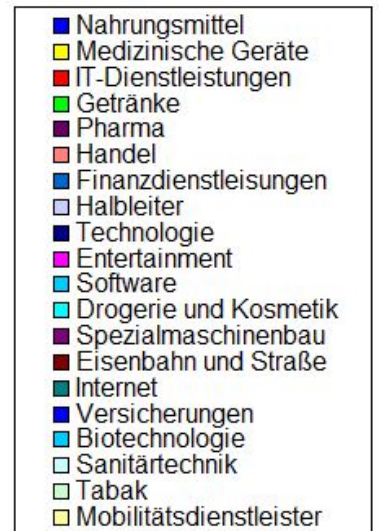 Nahrungsmittel
Medizinische Geräte
IT-Dienstleistungen
Getränke
Pharma
Handel
Finanzdienstleisungen
Halbleiter
Technologie
Entertainment
Software
Drogerie und Kosmetik
Spezialmaschinenbau
Eisenbahn und Straße
Internet
Versicherungen
Biotechnologie
Sanitärtechnik
Tabak
Mobilitätsdienstleister